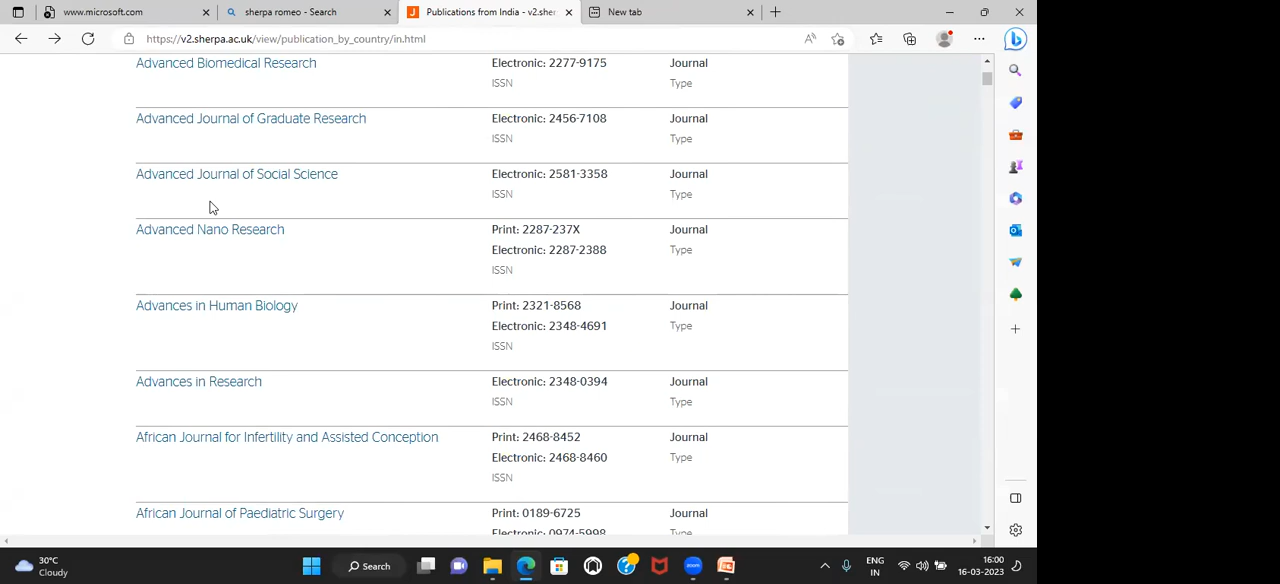 www.microsoft.com
sherpa romeo - Search
Publications from India - v2.sher
New tab
https://v2.sherpa.ac.uk/view/publication_by_country/in.html
Advanced Biomedical Research
Electronic: 2277-9175
Journal
ISSN
Type
Advanced Journal of Graduate Research
Electronic: 2456-7108
Journal
ISSN
Type
Advanced Journal of Social Science
Electronic: 2581-3358
Journal
ISSN
Type
Advanced Nano Research
Print: 2287-237X
Journal
Electronic: 2287-2388
Type
ISSN
Advances in Human Biology
Print: 2321-8568
Journal
Electronic: 2348-4691
Type
ISSN
Advances in Research
Electronic: 2348-0394
Journal
ISSN
Type
African Journal for Infertility and Assisted Conception
Print: 2468-8452
Journal
Electronic: 2468-8460
Type
ISSN
African Journal of Paediatric Surgery
Print: 0189-6725
Journal
Electronic: 0974-5998
Type
30°C
Cloudy
Search
zoom
ENG
IN
16:00
16-03-2023